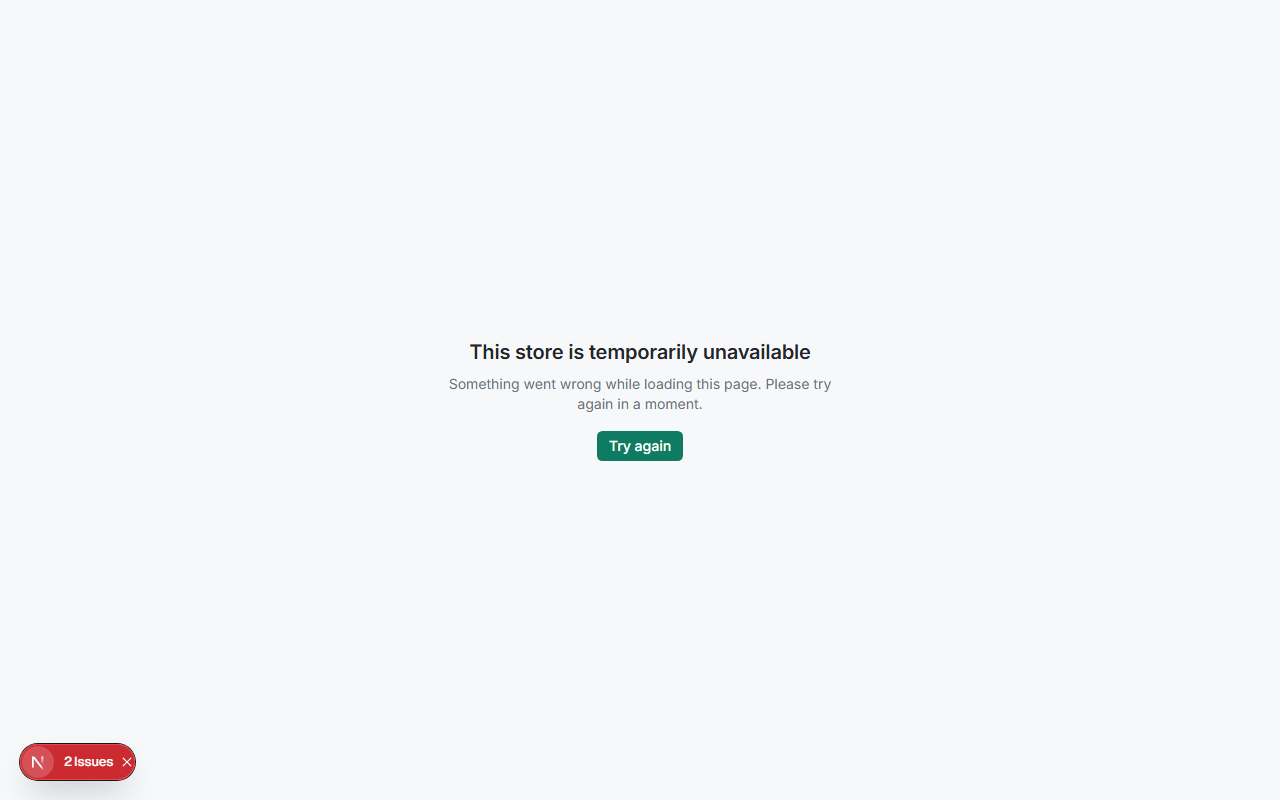 This store is temporarily unavailable
Something went wrong while loading this page. Please try
again in a moment.
Try again
N 2 Issues